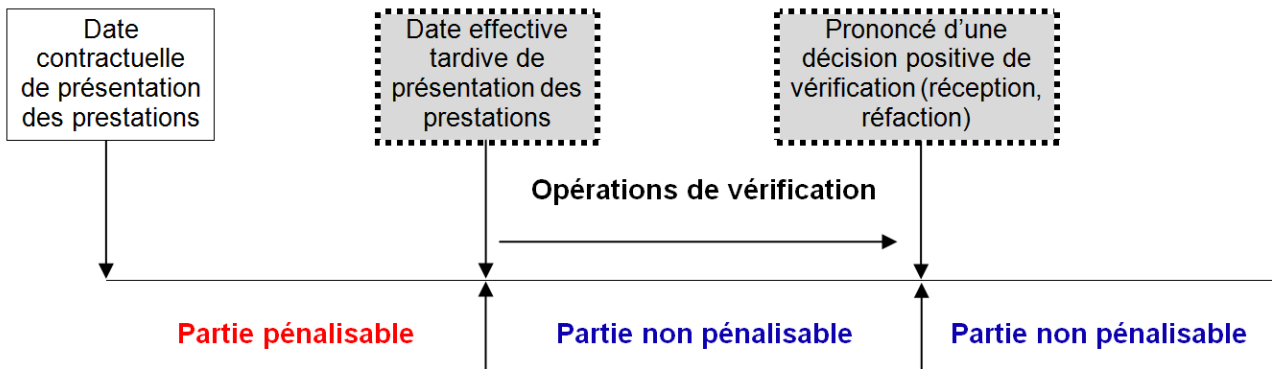 Date
contractuelle
de présentation
des prestations
Date effective
tardive de
présentation des
prestations
Prononcé d'une
décision positive de
vérification (réception,
réfaction)
Opérations de vérification
Partie pénalisable
Partie non pénalisable
Partie non pénalisable